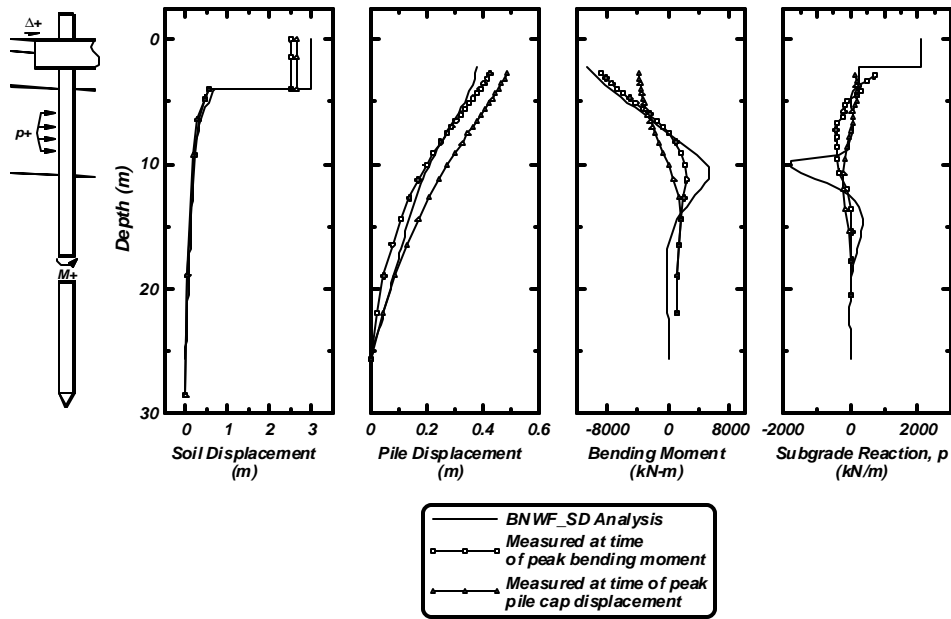 Δ+
p+
M+
Depth (m)
0
10
20
30
0 1 2 3
Soil Displacement
(m)
0 0.2 0.4 0.6
Pile Displacement
(m)
-8000 0 8000
Bending Moment
(kN-m)
-2000 0 2000
Subgrade Reaction, p
(kN/m)
BNWF_SD Analysis
Measured at time
of peak bending moment
Measured at time of peak
pile cap displacement